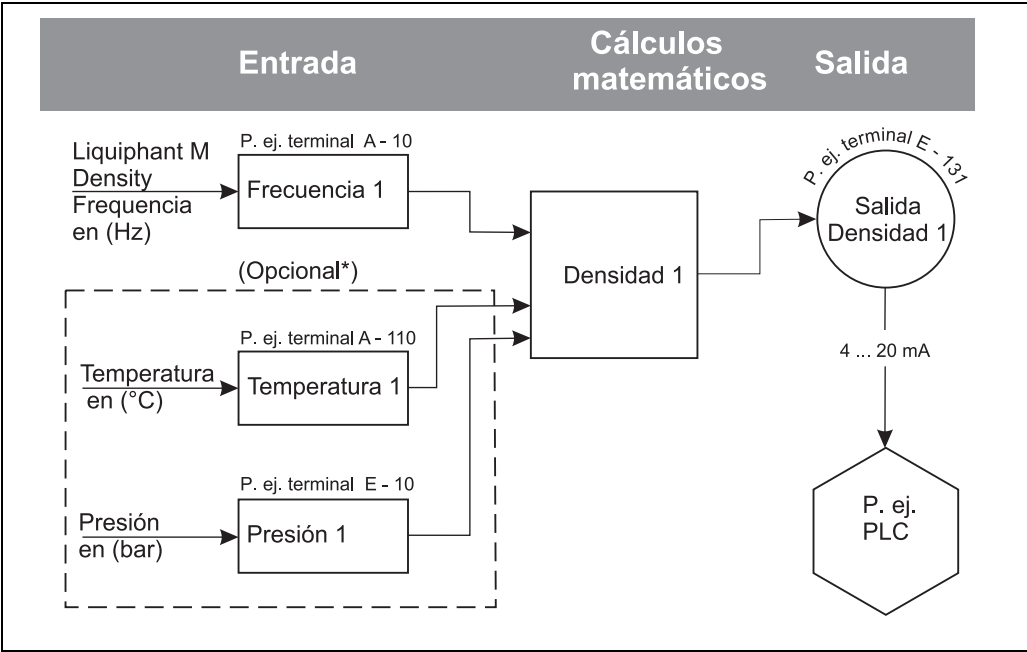 Entrada
Cálculos
matemáticos
Salida
Liquiphant M
Density
Frequencia
en (Hz)
P. ej. terminal A - 10
Frecuencia 1
(Opcional*)
Temperatura
en (°C)
P. ej. terminal A - 110
Temperatura 1
Presión
en (bar)
P. ej. terminal E - 10
Presión 1
Densidad 1
P. ej. terminal E - 131
Salida
Densidad 1
4 ... 20 mA
P. ej.
PLC